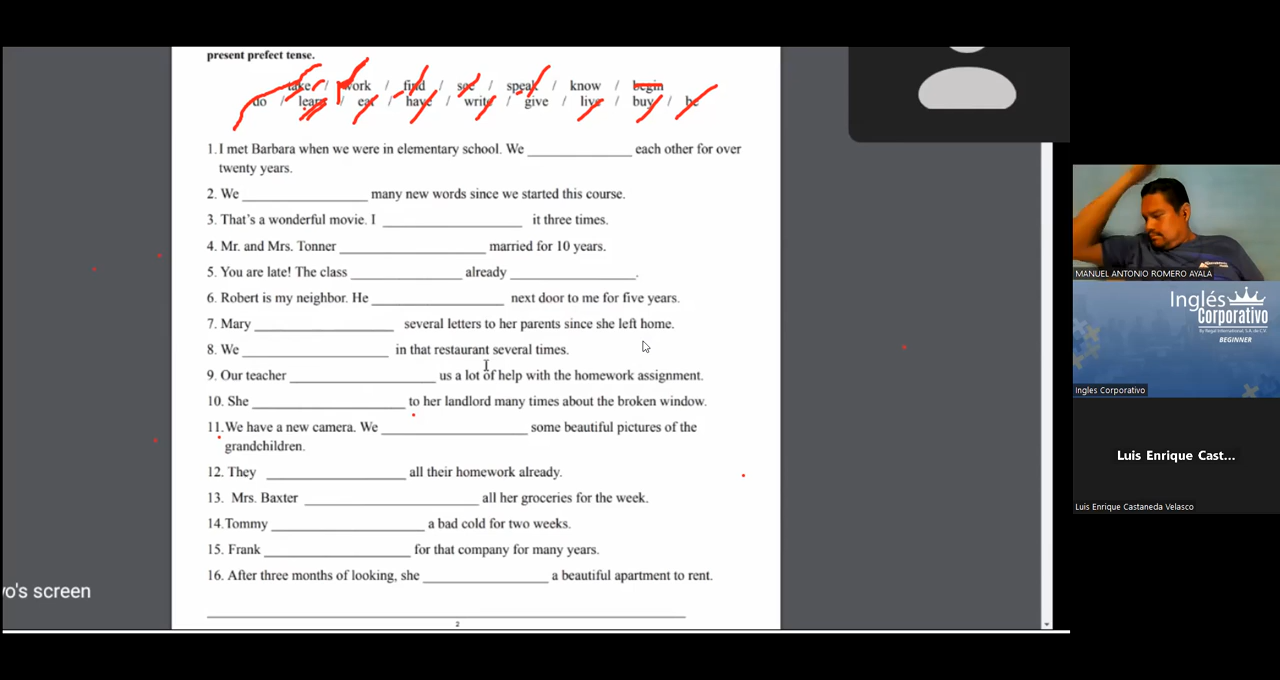 present prefect tense.
take / work / find / see / speak / know / begin
do / learn / eat / have / write / give / live / buy / be
1.I met Barbara when we were in elementary school. We ______________ each other for over
twenty years.
2. We _________________ many new words since we started this course.
3. That's a wonderful movie. I ___________________ it three times.
4. Mr. and Mrs. Tonner ____________________ married for 10 years.
5. You are late! The class _______________ already _________________.
6. Robert is my neighbor. He __________________ next door to me for five years.
7. Mary ___________________ several letters to her parents since she left home.
8. We ____________________ in that restaurant several times.
9. Our teacher ____________________ us a lot of help with the homework assignment.
10. She _____________________ to her landlord many times about the broken window.
11.We have a new camera. We ____________________ some beautiful pictures of the
grandchildren.
12. They ___________________ all their homework already.
13. Mrs. Baxter ________________________ all her groceries for the week.
14.Tommy _____________________ a bad cold for two weeks.
15. Frank ____________________ for that company for many years.
16. After three months of looking, she _________________ a beautiful apartment to rent.
2
vo's screen
MANUEL ANTONIO ROMERO AYALA
Inglés
Corporativo
BEGINNER
Ingles Corporativo
Luis Enrique Cast...
Luis Enrique Castaneda Velasco